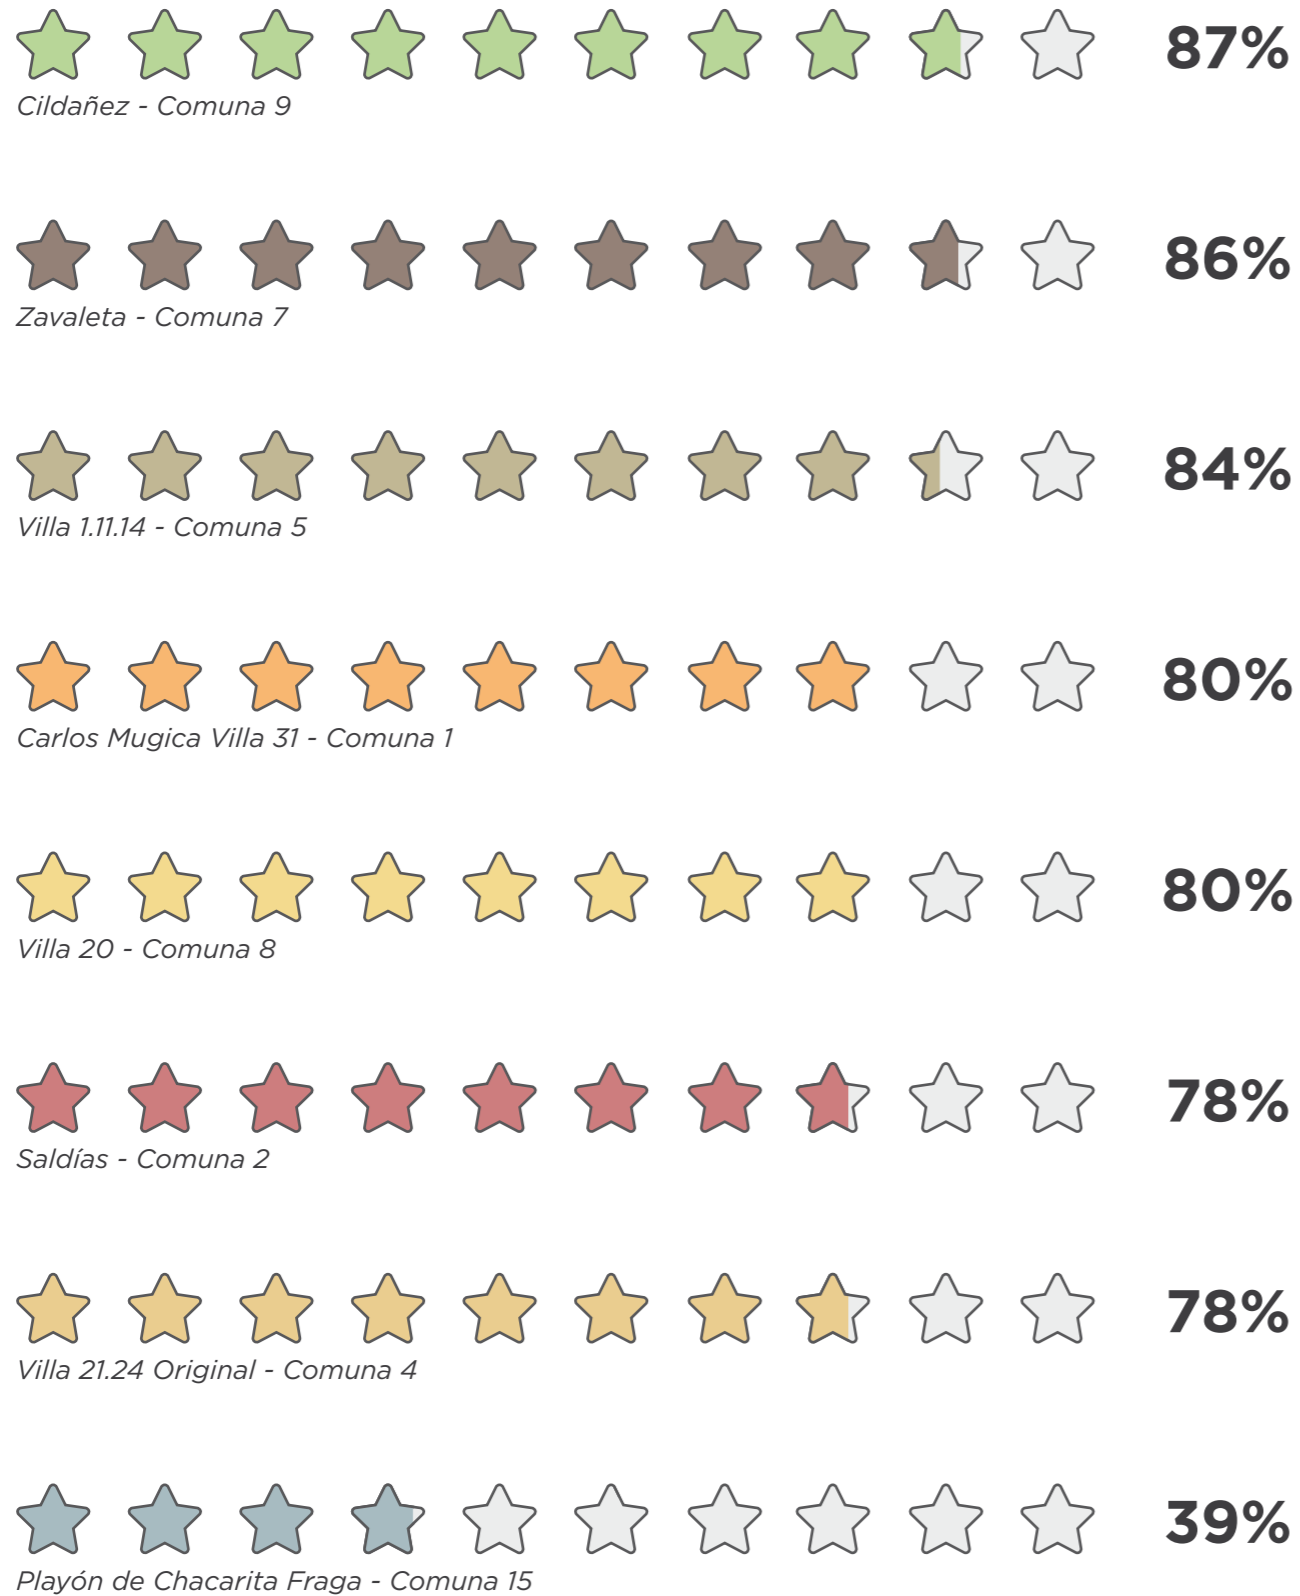 87%
Cildañez - Comuna 9
86%
Zavaleta - Comuna 7
84%
Villa 1.11.14 - Comuna 5
80%
Carlos Mugica Villa 31 - Comuna 1
80%
Villa 20 - Comuna 8
78%
Saldías - Comuna 2
78%
Villa 21.24 Original - Comuna 4
39%
Playón de Chacarita Fraga - Comuna 15